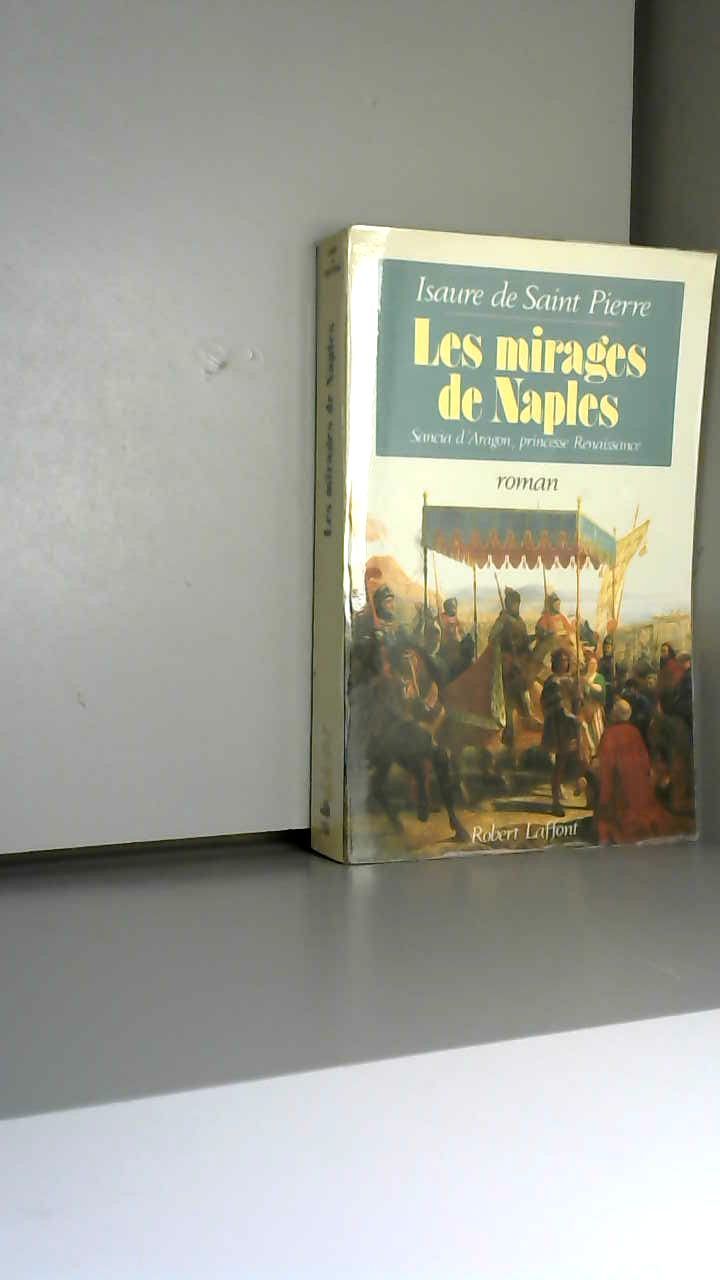 Isaure de Saint Pierre
Les mirages
de Naples
Sancia d'Aragon, princesse Renaissance
roman
Robert Laffont
Les mirages de Naples